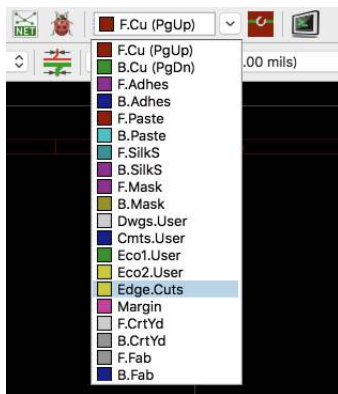 NET
F.Cu (PgUp)
.00 mils)
F.Cu (PgUp)
B.Cu (PgDn)
F.Adhes
B.Adhes
F.Paste
B.Paste
F.SilkS
B.SilkS
F.Mask
B.Mask
Dwgs.User
Cmts.User
Eco1.User
Eco2.User
Edge.Cuts
Margin
F.CrtYd
B.CrtYd
F.Fab
B.Fab